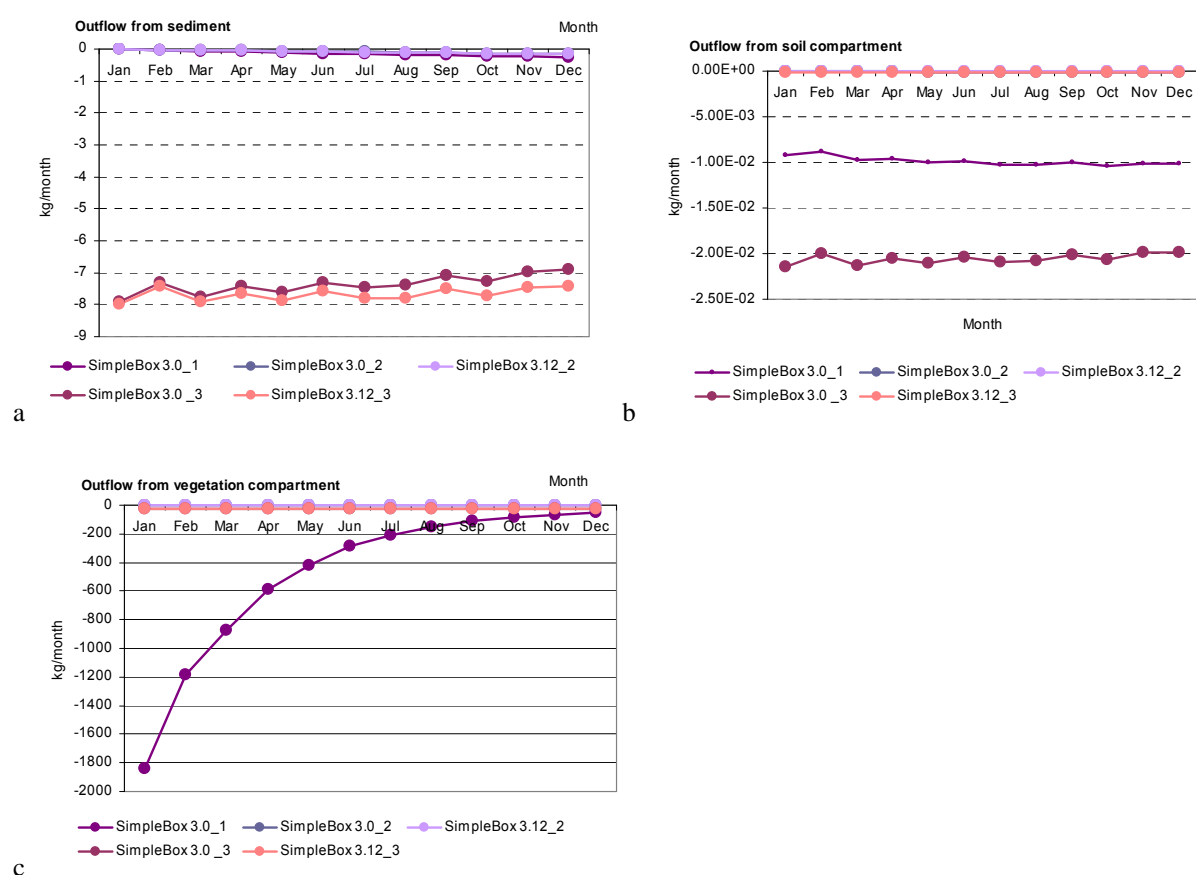 Outflow from sediment
Month
0
Jan Feb Mar Apr May Jun Jul Aug Sep Oct Nov Dec
-1
-2
-3
-4
-5
-6
-7
-8
-9
kg/month
SimpleBox 3.0_1 SimpleBox 3.0_2 SimpleBox 3.12_2
SimpleBox 3.0 _3 SimpleBox 3.12_3
a
Outflow from soil compartment
0.00E+00
Jan Feb Mar Apr May Jun Jul Aug Sep Oct Nov Dec
-5.00E-03
-1.00E-02
-1.50E-02
-2.00E-02
-2.50E-02
kg/month
Month
SimpleBox 3.0_1 SimpleBox 3.0_2 SimpleBox 3.12_2
SimpleBox 3.0 _3 SimpleBox 3.12_3
b
Outflow from vegetation compartment
Month
0
Jan Feb Mar Apr May Jun Jul Aug Sep Oct Nov Dec
-200
-400
-600
-800
-1000
-1200
-1400
-1600
-1800
-2000
kg/month
SimpleBox 3.0_1 SimpleBox 3.0_2 SimpleBox 3.12_2
SimpleBox 3.0 _3 SimpleBox 3.12_3
c